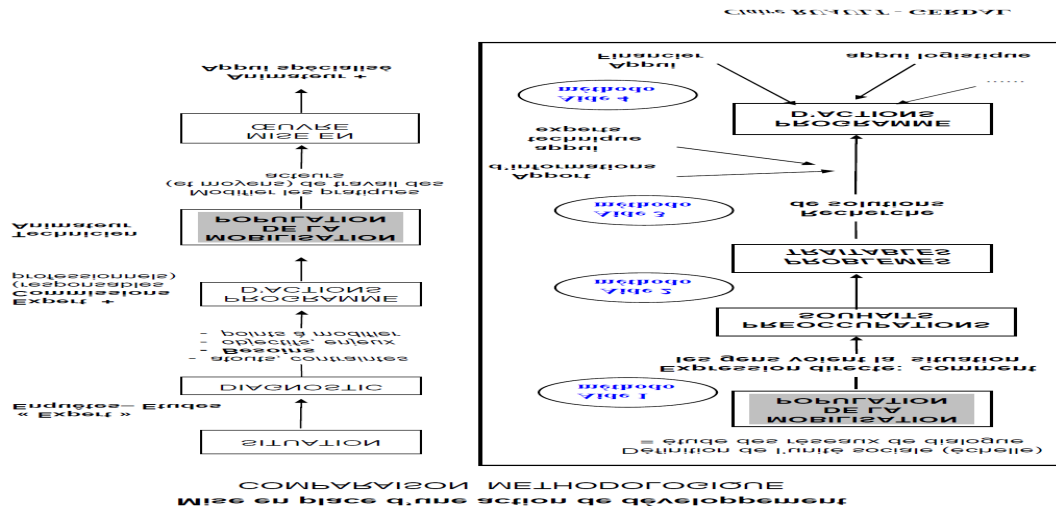 Mise en place d'une action de développement
COMPARAISON METHODOLOGIQUE
SITUATION
« Expert »
Enquêtes– Etudes
DIAGNOSTIC
- atouts, contraintes
- Besoins
- objectifs, enjeux
- points à modifier
PROGRAMME
D'ACTIONS
Expert +
Commissions
(responsables
professionnels)
MOBILISATION
DE LA
POPULATION
Technicien
Animateur
Modifier les pratiques
(et moyens) de travail des
acteurs
MISE EN
ŒUVRE
Animateur +
Appui spécialisé
Définition de l'unité sociale (échelle)
= étude des réseaux de dialogue
MOBILISATION
DE LA
POPULATION
Aide 1
méthodo
Expression directe: comment
les gens voient la situation
PREOCCUPATIONS
SOUHAITS
Aide 2
méthodo
PROBLEMES
TRAITABLES
Aide 3
méthodo
Recherche
de solutions
Apport
d'informations
appui
technique
experts
PROGRAMME
D'ACTIONS
Aide 4
méthodo
Appui
Financier
appui logistique
......
Claire RUAULT - GERDAL